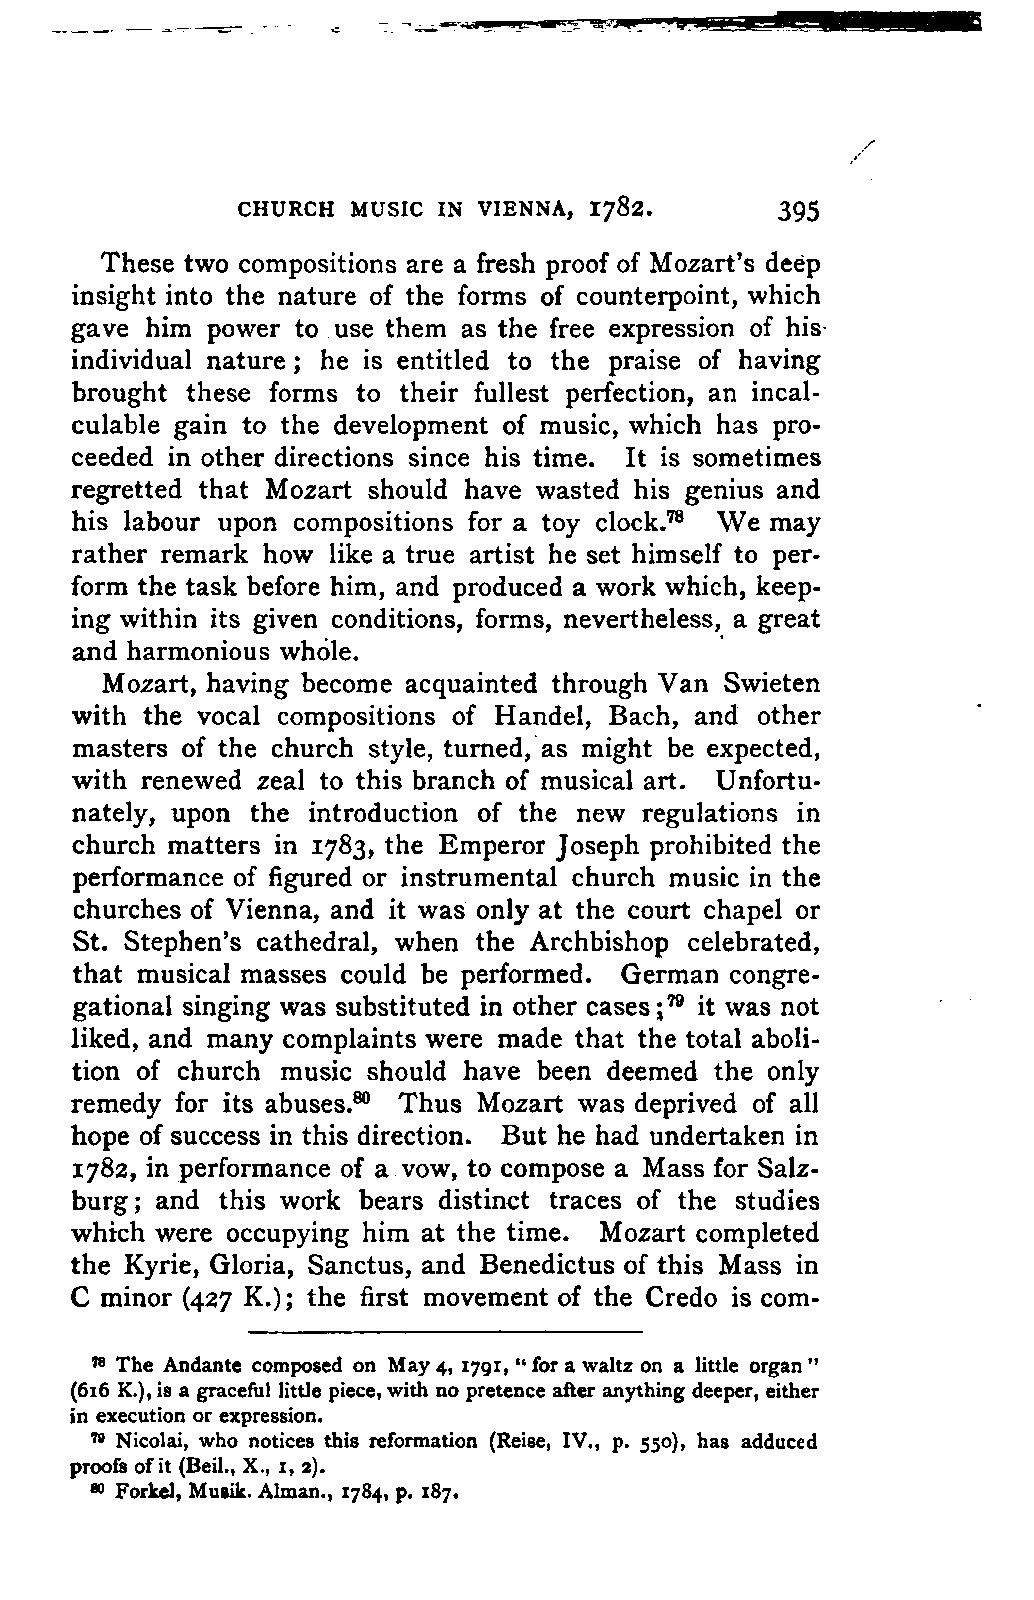 CHURCH MUSIC IN VIENNA, 1782. 395
These two compositions are a fresh proof of Mozart's deep
insight into the nature of the forms of counterpoint, which
gave him power to use them as the free expression of his
individual nature; he is entitled to the praise of having
brought these forms to their fullest perfection, an incal-
culable gain to the development of music, which has pro-
ceeded in other directions since his time. It is sometimes
regretted that Mozart should have wasted his genius and
his labour upon compositions for a toy clock.⁷⁸ We may
rather remark how like a true artist he set himself to per-
form the task before him, and produced a work which, keep-
ing within its given conditions, forms, nevertheless, a great
and harmonious whole.
Mozart, having become acquainted through Van Swieten
with the vocal compositions of Handel, Bach, and other
masters of the church style, turned, as might be expected,
with renewed zeal to this branch of musical art. Unfortu-
nately, upon the introduction of the new regulations in
church matters in 1783, the Emperor Joseph prohibited the
performance of figured or instrumental church music in the
churches of Vienna, and it was only at the court chapel or
St. Stephen's cathedral, when the Archbishop celebrated,
that musical masses could be performed. German congre-
gational singing was substituted in other cases;⁷⁹ it was not
liked, and many complaints were made that the total aboli-
tion of church music should have been deemed the only
remedy for its abuses.⁸⁰ Thus Mozart was deprived of all
hope of success in this direction. But he had undertaken in
1782, in performance of a vow, to compose a Mass for Salz-
burg; and this work bears distinct traces of the studies
which were occupying him at the time. Mozart completed
the Kyrie, Gloria, Sanctus, and Benedictus of this Mass in
C minor (427 K.); the first movement of the Credo is com-
⁷⁸ The Andante composed on May 4, 1791, "for a waltz on a little organ"
(616 K.), is a graceful little piece, with no pretence after anything deeper, either
in execution or expression.
⁷⁹ Nicolai, who notices this reformation (Reise, IV., p. 550), has adduced
proofs of it (Beil., X., 1, 2).
⁸⁰ Forkel, Musik. Alman., 1784, p. 187.